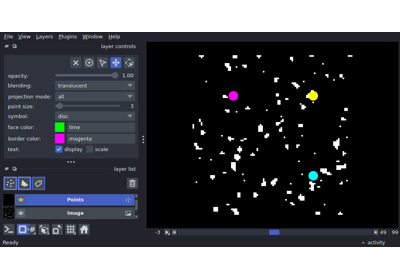 File View Layers Plugins Window Help
layer controls
opacity: 1.00
blending: translucent
projection mode: all
point size: 3
symbol: disc
face color: lime
border color: magenta
text: display scale
layer list
Points
Image
-3 49 99
Ready activity